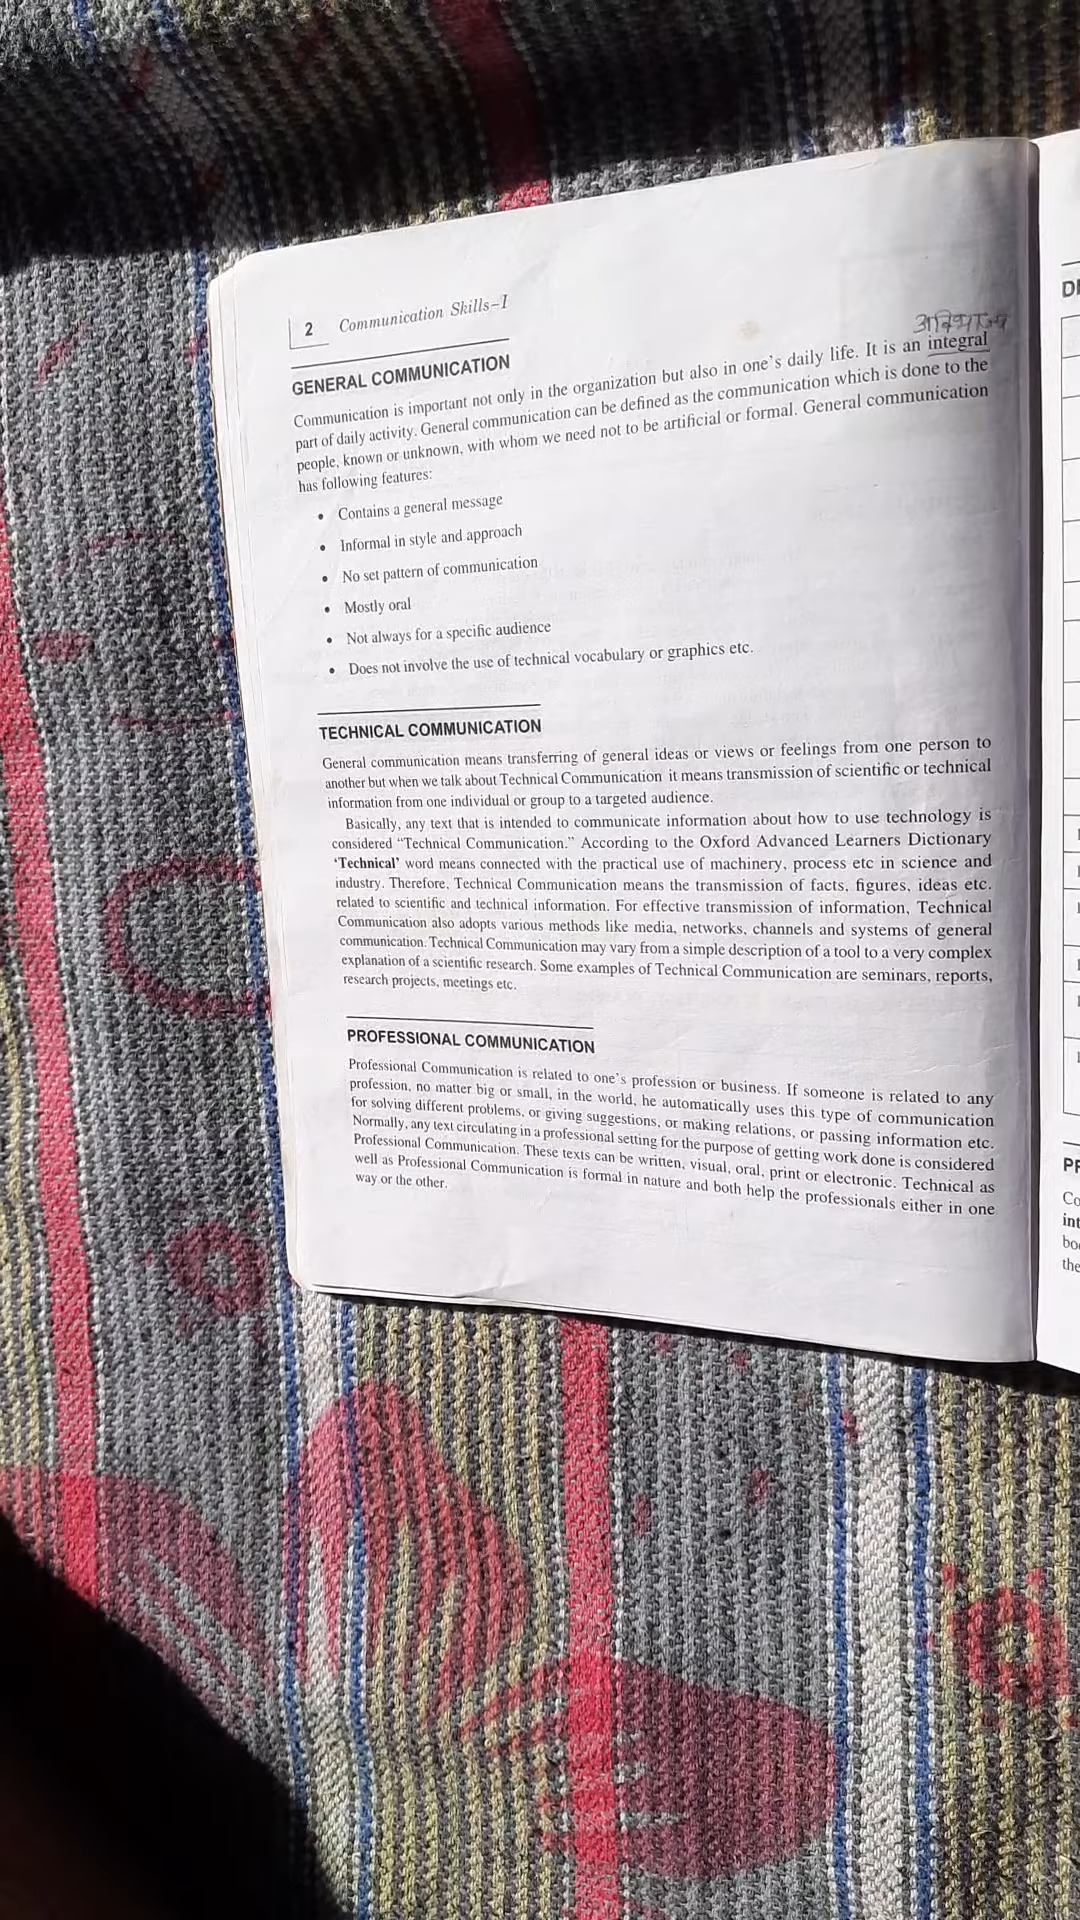 2 Communication Skills–I
GENERAL COMMUNICATION
Communication is important not only in the organization but also in one's daily life. It is an integral
part of daily activity. General communication can be defined as the communication which is done to the
people, known or unknown, with whom we need not to be artificial or formal. General communication
has following features:
• Contains a general message
• Informal in style and approach
• No set pattern of communication
• Mostly oral
• Not always for a specific audience
• Does not involve the use of technical vocabulary or graphics etc.
TECHNICAL COMMUNICATION
General communication means transferring of general ideas or views or feelings from one person to
another but when we talk about Technical Communication it means transmission of scientific or technical
information from one individual or group to a targeted audience.
Basically, any text that is intended to communicate information about how to use technology is
considered “Technical Communication.” According to the Oxford Advanced Learners Dictionary
‘Technical’ word means connected with the practical use of machinery, process etc in science and
industry. Therefore, Technical Communication means the transmission of facts, figures, ideas etc.
related to scientific and technical information. For effective transmission of information, Technical
Communication also adopts various methods like media, networks, channels and systems of general
communication. Technical Communication may vary from a simple description of a tool to a very complex
explanation of a scientific research. Some examples of Technical Communication are seminars, reports,
research projects, meetings etc.
PROFESSIONAL COMMUNICATION
Professional Communication is related to one's profession or business. If someone is related to any
profession, no matter big or small, in the world, he automatically uses this type of communication
for solving different problems, or giving suggestions, or making relations, or passing information etc.
Normally, any text circulating in a professional setting for the purpose of getting work done is considered
Professional Communication. These texts can be written, visual, oral, print or electronic. Technical as
well as Professional Communication is formal in nature and both help the professionals either in one
way or the other.
Co
int
the